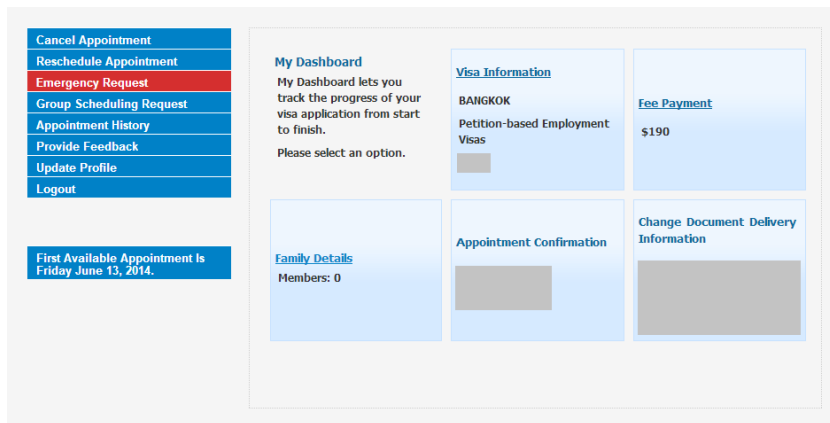 Cancel Appointment
Reschedule Appointment
Emergency Request
Group Scheduling Request
Appointment History
Provide Feedback
Update Profile
Logout
First Available Appointment Is
Friday June 13, 2014.
My Dashboard
My Dashboard lets you
track the progress of your
visa application from start
to finish.
Please select an option.
Visa Information
BANGKOK
Petition-based Employment
Visas
Fee Payment
$190
Family Details
Members: 0
Appointment Confirmation
Change Document Delivery
Information